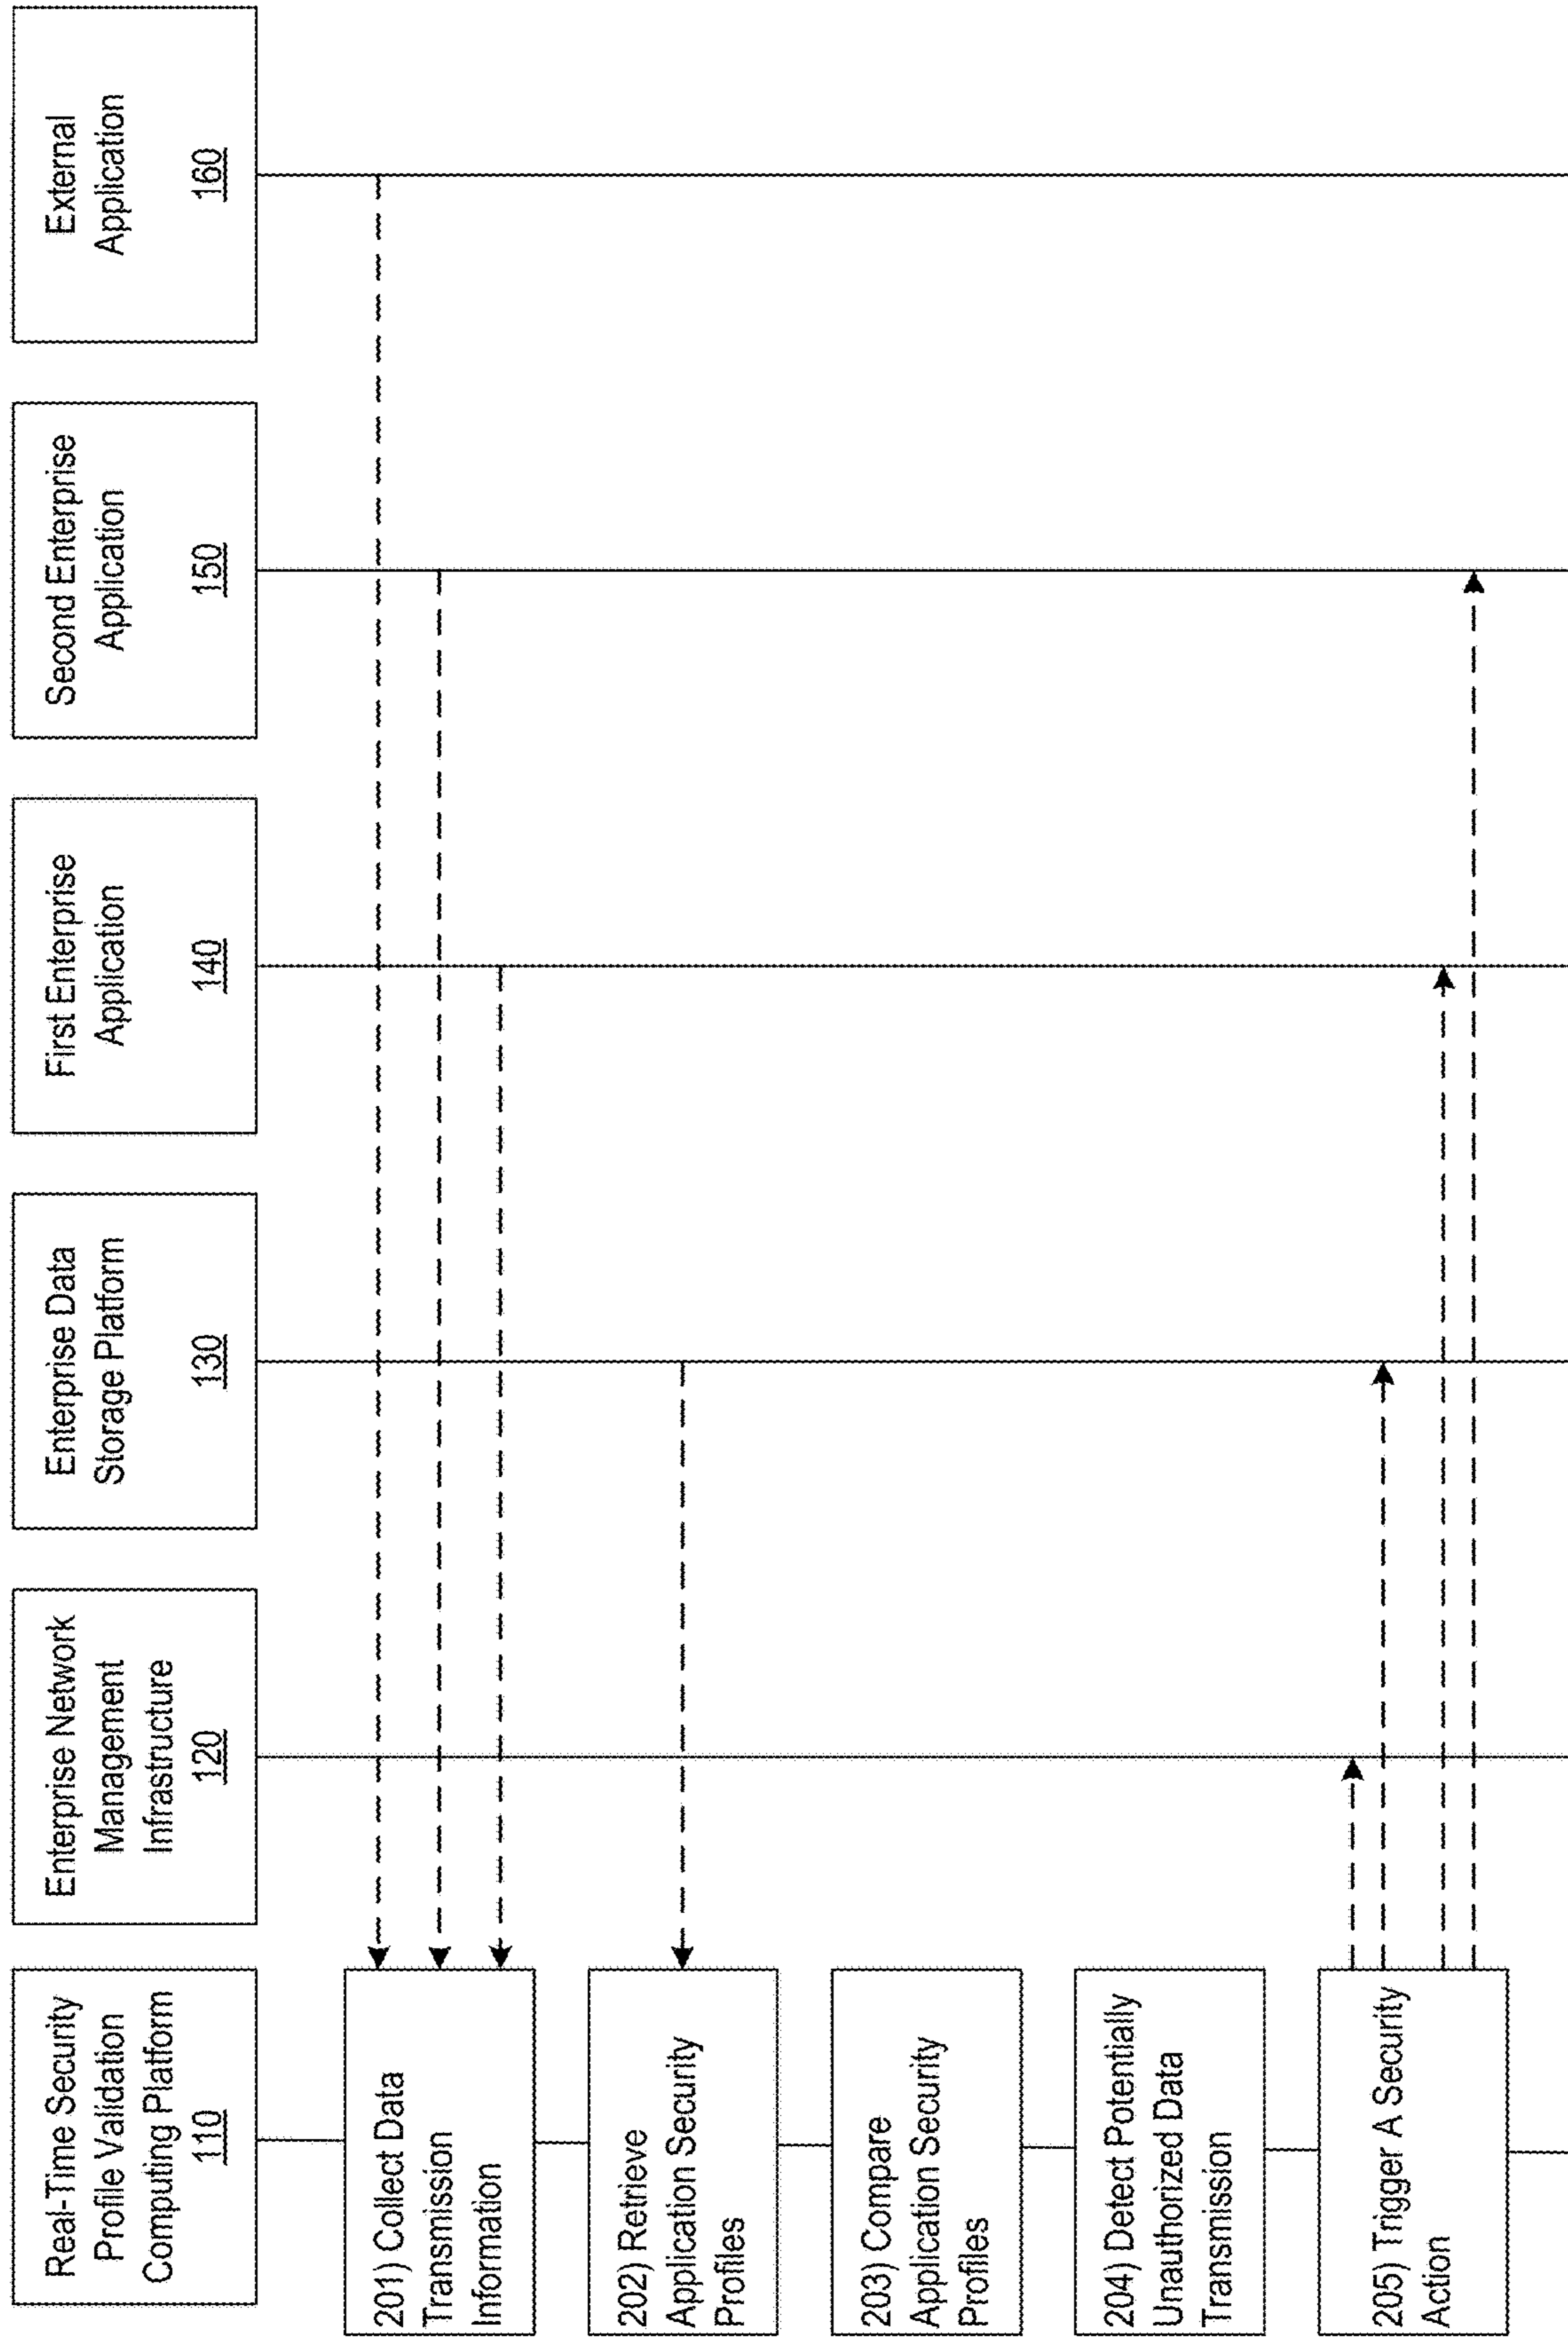 Real-Time Security
Profile Validation
Computing Platform
110
Enterprise Network
Management
Infrastructure
120
Enterprise Data
Storage Platform
130
First Enterprise
Application
140
Second Enterprise
Application
150
External
Application
160
201) Collect Data
Transmission
Information
202) Retrieve
Application Security
Profiles
203) Compare
Application Security
Profiles
204) Detect Potentially
Unauthorized Data
Transmission
205) Trigger A Security
Action